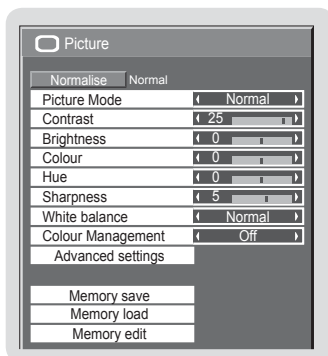 Picture
Normalise Normal
Picture Mode Normal
Contrast 25
Brightness 0
Colour 0
Hue 0
Sharpness 5
White balance Normal
Colour Management Off
Advanced settings
Memory save
Memory load
Memory edit